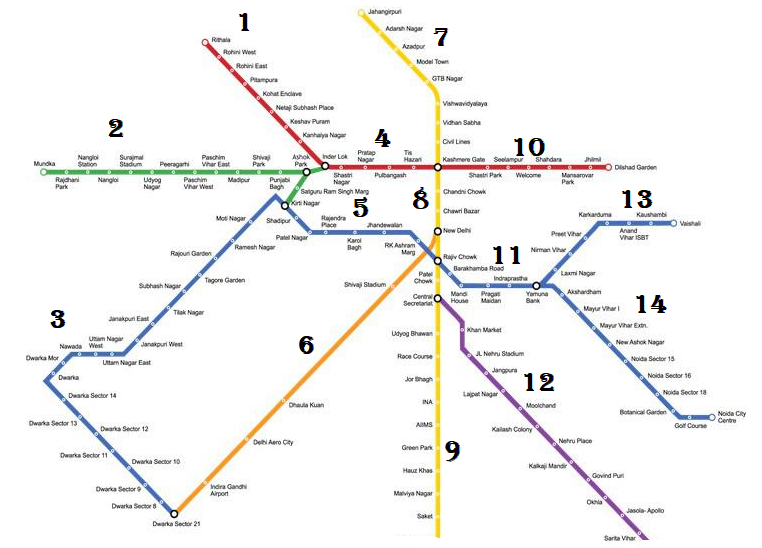 1
Rithala
Rohini West
Rohini East
Pitampura
Kohat Enclave
Netaji Subhash Place
Keshav Puram
Kanhaiya Nagar
7
Jahangirpuri
Adarsh Nagar
Azadpur
Model Town
GTB Nagar
Vishwavidyalaya
Vidhan Sabha
Civil Lines
2
Mundka
Nangloi
Station
Surajmal
Stadium
Peeragarhi
Paschim
Vihar East
Shivaji
Park
Ashok
Park
Rajdhani
Park
Nangloi
Udyog
Nagar
Paschim
Vihar West
Madipur
Punjabi
Bagh
Satguru Ram Singh Marg
Kirti Nagar
4
Inder Lok
Pratap
Nagar
Tis
Hazari
Shastri
Nagar
Pulbangash
10
Kashmere Gate
Seelampur
Shahdara
Jhilmil
Dilshad Garden
Shastri Park
Welcome
Mansarovar
Park
8
Chandni Chowk
Chawri Bazar
New Delhi
Rajiv Chowk
Patel
Chowk
Central
Secretariat
5
Shadipur
Patel Nagar
Rajendra
Place
Karol
Bagh
Jhandewalan
RK Ashram
Marg
13
Karkarduma
Kaushambi
Vaishali
Anand
Vihar ISBT
Preet Vihar
Nirman Vihar
Laxmi Nagar
11
Barakhamba Road
Indraprastha
Mandi
House
Pragati
Maidan
Yamuna
Bank
14
Akshardham
Mayur Vihar I
Mayur Vihar Extn.
New Ashok Nagar
Noida Sector 15
Noida Sector 16
Noida Sector 18
Botanical Garden
Golf Course
Noida City
Centre
3
Moti Nagar
Ramesh Nagar
Rajouri Garden
Tagore Garden
Subhash Nagar
Tilak Nagar
Janakpuri East
Janakpuri West
Uttam Nagar East
Uttam Nagar
West
Nawada
Dwarka Mor
Dwarka
Dwarka Sector 14
Dwarka Sector 13
Dwarka Sector 12
Dwarka Sector 11
Dwarka Sector 10
Dwarka Sector 9
Dwarka Sector 8
Dwarka Sector 21
6
Shivaji Stadium
Dhaula Kuan
Delhi Aero City
Indira Gandhi
Airport
9
Udyog Bhawan
Race Course
Jor Bhagh
INA
AIIMS
Green Park
Hauz Khas
Malviya Nagar
Saket
12
Khan Market
JL Nehru Stadium
Jangpura
Lajpat Nagar
Moolchand
Kailash Colony
Nehru Place
Kalkaji Mandir
Govind Puri
Okhla
Jasola- Apollo
Sarita Vihar